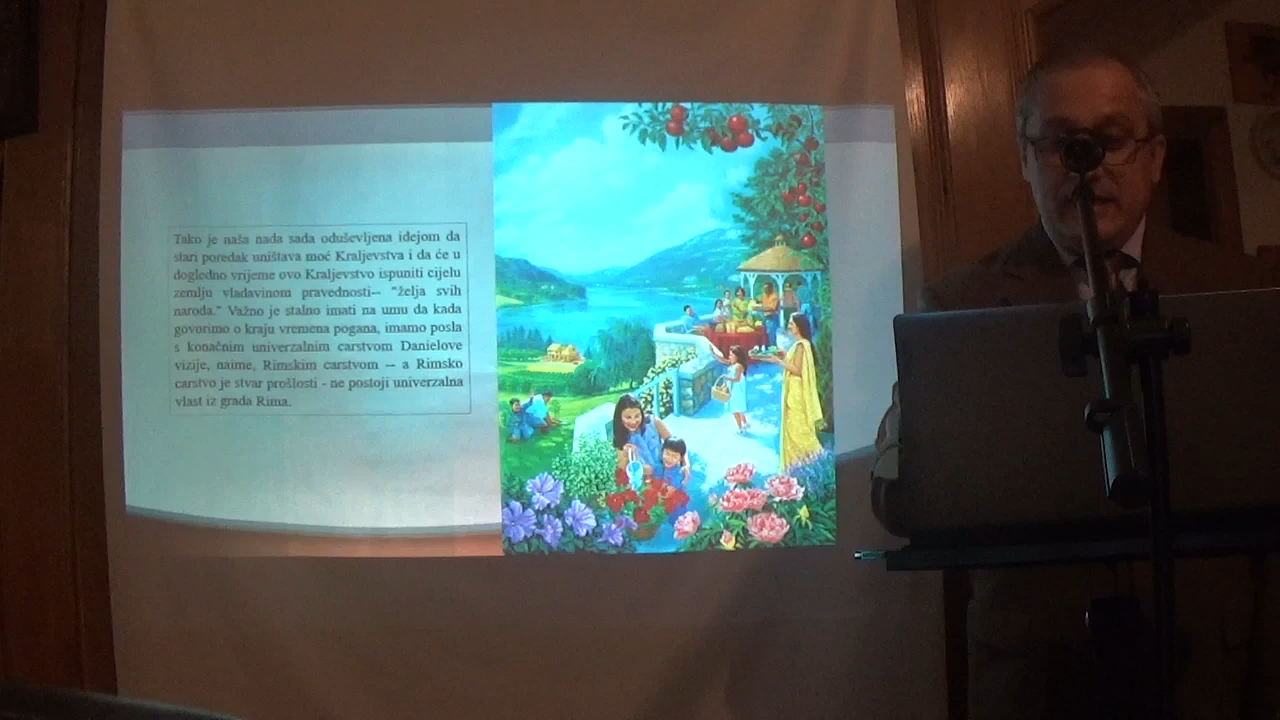 Tako je naša nada sada oduševljena idejom da
stari poredak uništava moć Kraljevstva i da će u
dogledno vrijeme ovo Kraljevstvo ispuniti cijelu
zemlju vladavinom pravednosti-- "želja svih
naroda." Važno je stalno imati na umu da kada
govorimo o kraju vremena pogana, imamo posla
s konačnim univerzalnim carstvom Danielove
vizije, naime, Rimskim carstvom -- a Rimsko
carstvo je stvar prošlosti - ne postoji univerzalna
vlast iz grada Rima.